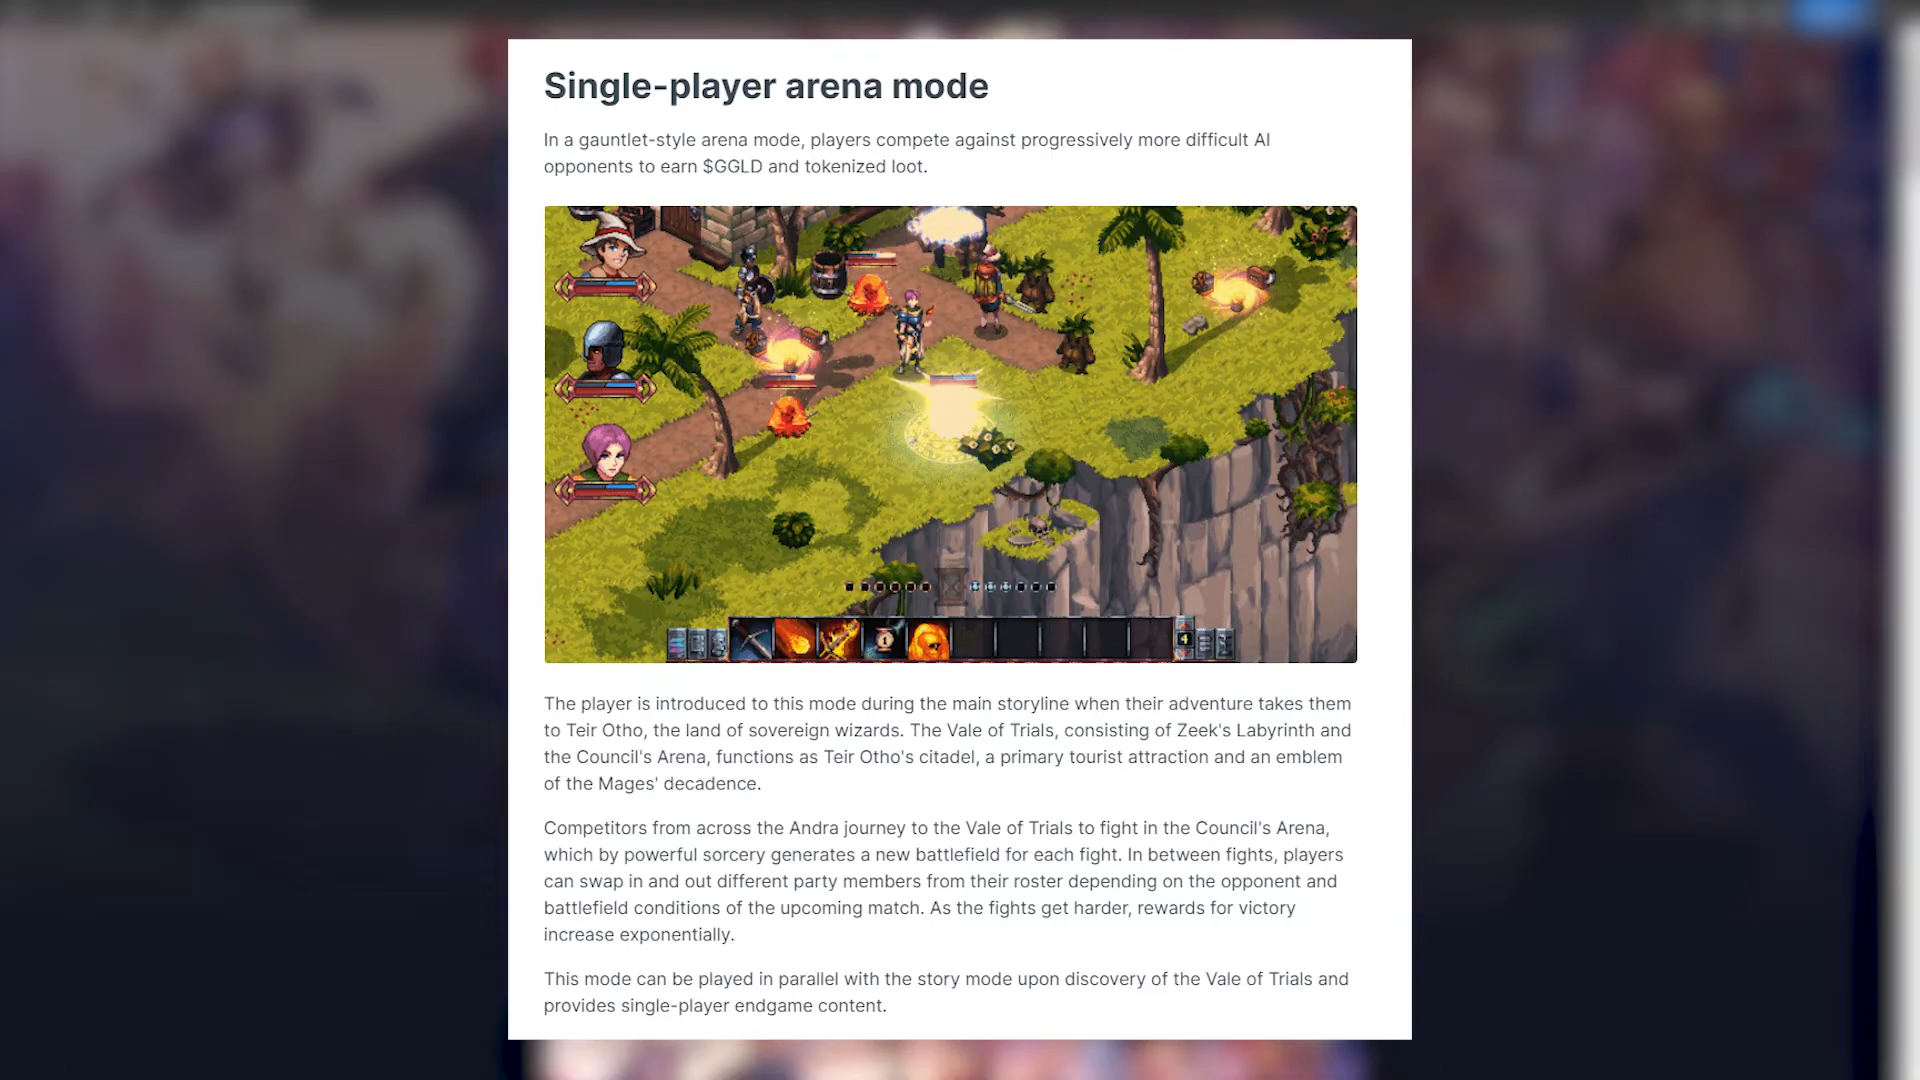 Single-player arena mode
In a gauntlet-style arena mode, players compete against progressively more difficult AI
opponents to earn $GGLD and tokenized loot.
1
4
The player is introduced to this mode during the main storyline when their adventure takes them
to Teir Otho, the land of sovereign wizards. The Vale of Trials, consisting of Zeek's Labyrinth and
the Council's Arena, functions as Teir Otho's citadel, a primary tourist attraction and an emblem
of the Mages' decadence.
Competitors from across the Andra journey to the Vale of Trials to fight in the Council's Arena,
which by powerful sorcery generates a new battlefield for each fight. In between fights, players
can swap in and out different party members from their roster depending on the opponent and
battlefield conditions of the upcoming match. As the fights get harder, rewards for victory
increase exponentially.
This mode can be played in parallel with the story mode upon discovery of the Vale of Trials and
provides single-player endgame content.